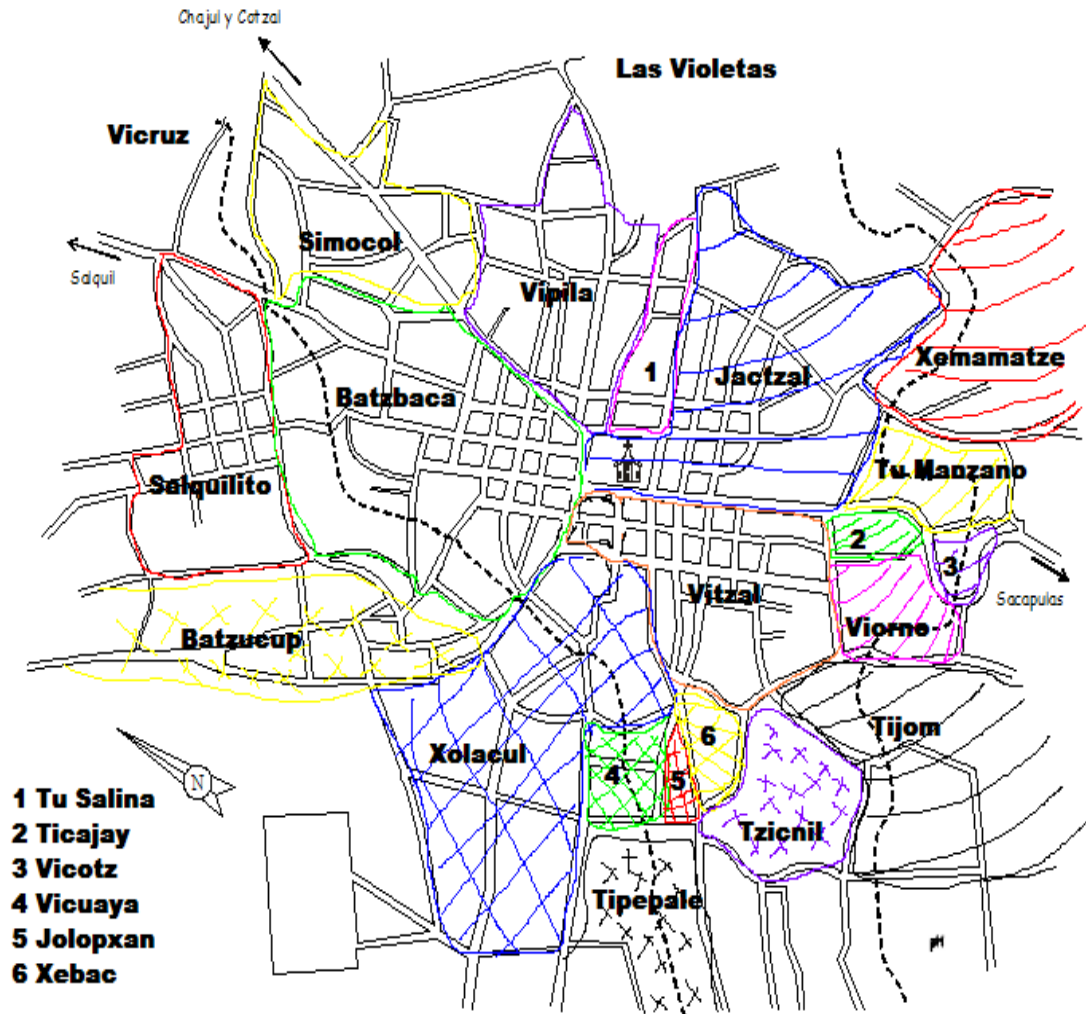 Chajul y Cotzal
Las Violetas
Vicruz
Simocol
Salquil
Vipila
1
Jactzal
Xemamatze
Batzbaca
Tu Manzano
Salquilito
2
3
Sacapulas
Vitzal
Viorno
Batzucup
Tijom
6
Xolacul
4
5
N
Tzicnil
Tipepale
pH
1 Tu Salina
2 Ticajay
3 Vicotz
4 Vicuaya
5 Jolopxan
6 Xebac